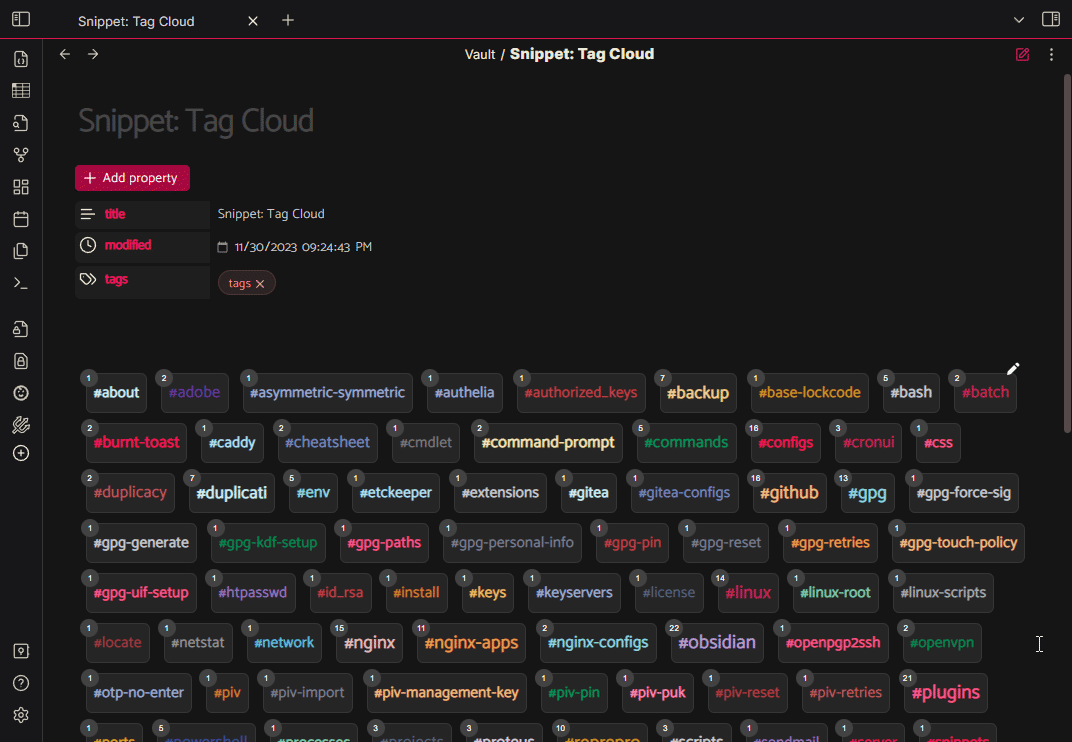 Snippet: Tag Cloud
Vault / Snippet: Tag Cloud
Snippet: Tag Cloud
Add property
title Snippet: Tag Cloud
modified 11/30/2023 09:24:43 PM
tags tags
1 #about 2 #adobe 1 #asymmetric-symmetric 1 #authelia 1 #authorized_keys 7 #backup 1 #base-lockcode 5 #bash 2 #batch
2 #burnt-toast 1 #caddy 2 #cheatsheet 1 #cmdlet 2 #command-prompt 5 #commands 16 #configs 3 #cronui 1 #css
2 #duplicacy 7 #duplicati 5 #env 1 #etckeeper 1 #extensions 1 #gitea 1 #gitea-configs 16 #github 13 #gpg 1 #gpg-force-sig
1 #gpg-generate 1 #gpg-kdf-setup 1 #gpg-paths 1 #gpg-personal-info 1 #gpg-pin 1 #gpg-reset 1 #gpg-retries 1 #gpg-touch-policy
1 #gpg-uif-setup 1 #htpasswd 1 #id_rsa 1 #install 1 #keys 1 #keyservers 1 #license 14 #linux 1 #linux-root 1 #linux-scripts
1 #locate 1 #netstat 1 #network 15 #nginx 11 #nginx-apps 2 #nginx-configs 22 #obsidian 1 #openpgp2ssh 2 #openvpn
1 #otp-no-enter 1 #piv 1 #piv-import 1 #piv-management-key 1 #piv-pin 1 #piv-puk 1 #piv-reset 1 #piv-retries 21 #plugins
1 #ports 5 #powershell 1 #processes 3 #projects 3 #proteus 10 #reprepro 3 #scripts 1 #sendmail 1 #server 1 #snippets